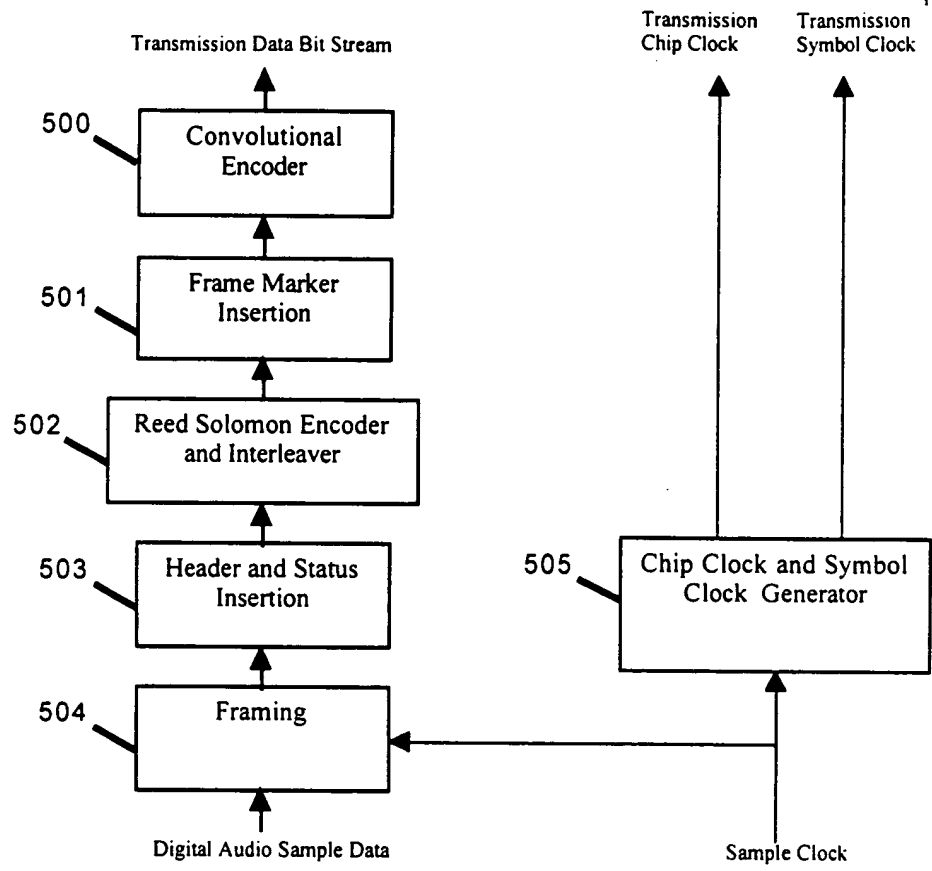 Transmission
Chip Clock
Transmission
Symbol Clock
Transmission Data Bit Stream
500
Convolutional
Encoder
501
Frame Marker
Insertion
502
Reed Solomon Encoder
and Interleaver
503
Header and Status
Insertion
505
Chip Clock and Symbol
Clock Generator
504
Framing
Digital Audio Sample Data
Sample Clock